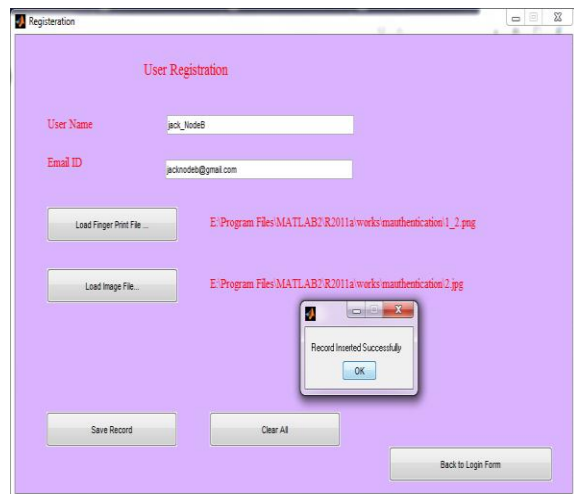 Registeration
User Registration
User Name
jack_NodeB
Email ID
jacknodeb@gmail.com
Load Finger Print File ...
E:\Program Files\MATLAB2\R2011a\works\mauthentication\1_2.png
Load Image File...
E:\Program Files\MATLAB2\R2011a\works\mauthentication\2.jpg
Record Inserted Successfully
OK
Save Record
Clear All
Back to Login Form